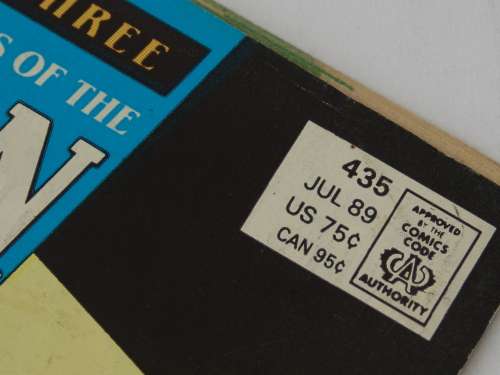 THREE
S OF THE
N
435
JUL 89
US 75¢
CAN 95¢
APPROVED
BY THE
COMICS
CODE
CA
AUTHORITY